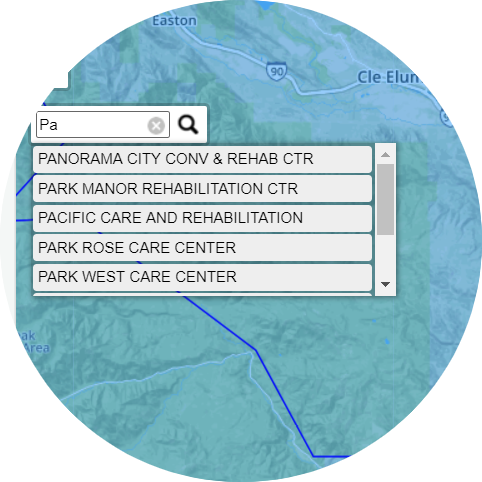 Easton
90
Cle Elum
Pa
PANORAMA CITY CONV & REHAB CTR
PARK MANOR REHABILITATION CTR
PACIFIC CARE AND REHABILITATION
PARK ROSE CARE CENTER
PARK WEST CARE CENTER
ak
Area